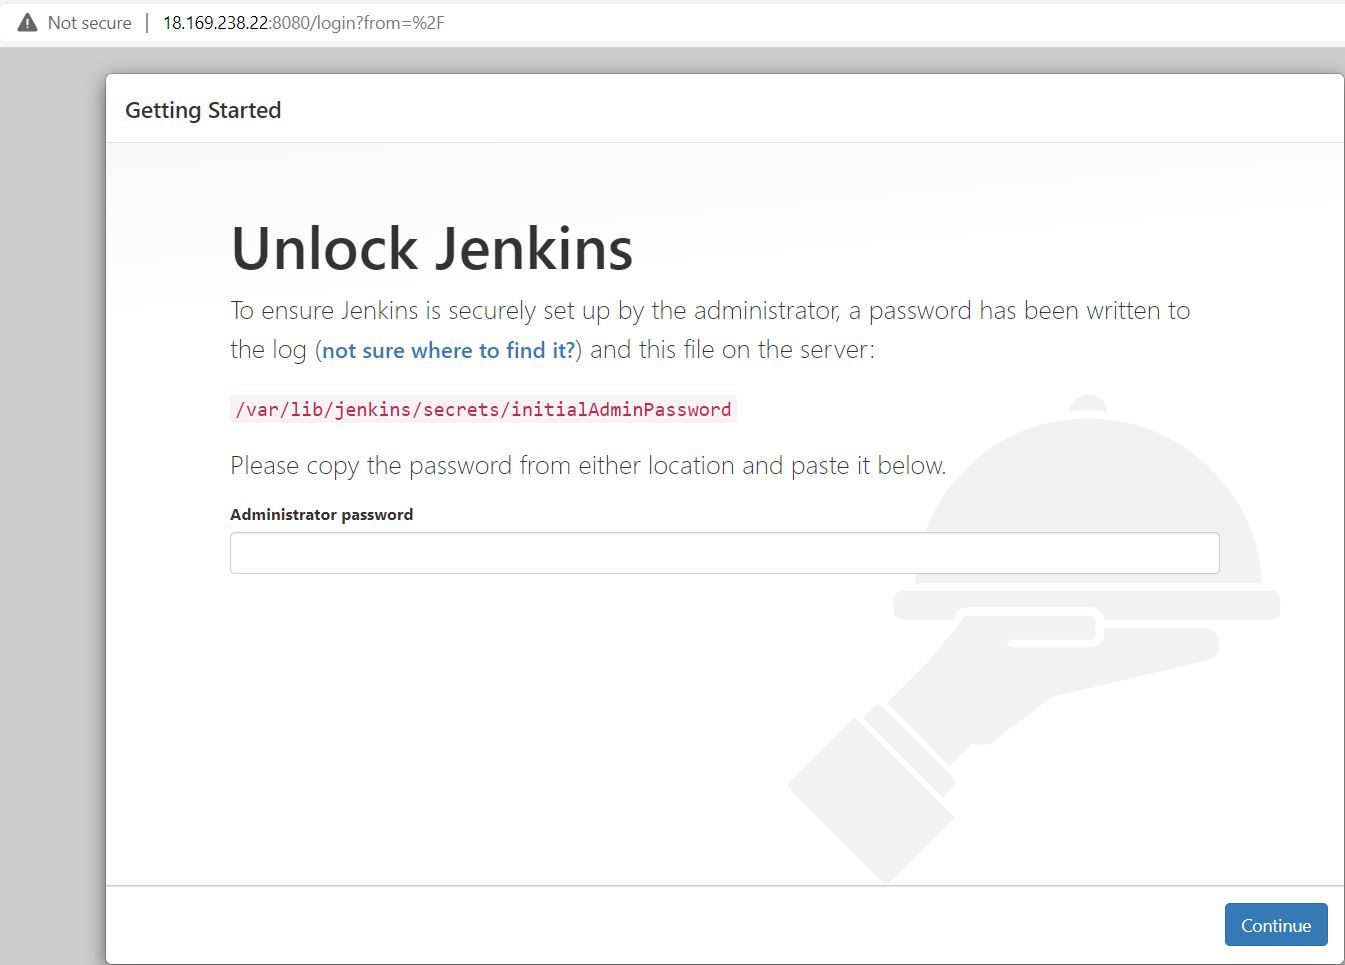 Not secure | 18.169.238.22:8080/login?from=%2F
Getting Started
Unlock Jenkins
To ensure Jenkins is securely set up by the administrator, a password has been written to
the log (not sure where to find it?) and this file on the server:
/var/lib/jenkins/secrets/initialAdminPassword
Please copy the password from either location and paste it below.
Administrator password
Continue